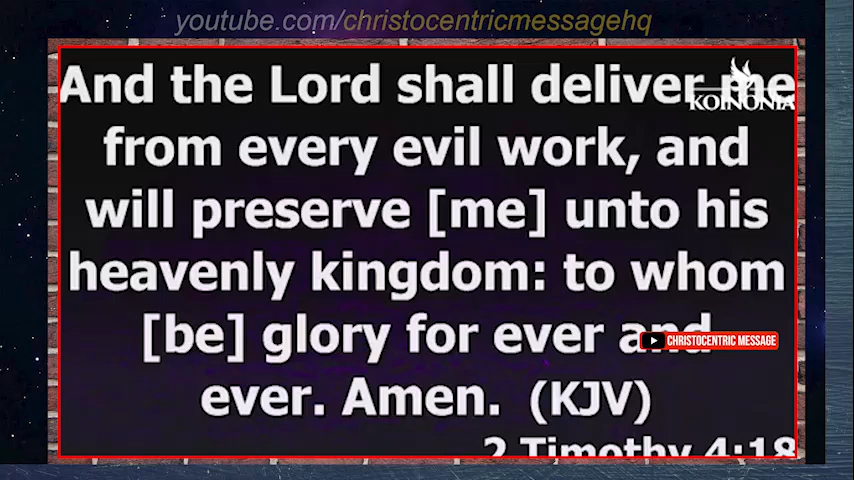 youtube.com/christocentricmessagehq
And the Lord shall deliver me
KOINONIA
from every evil work, and
will preserve [me] unto his
heavenly kingdom: to whom
[be] glory for ever and
CHRISTOCENTRIC MESSAGE
ever. Amen. (KJV)
2 Timothy 4:18